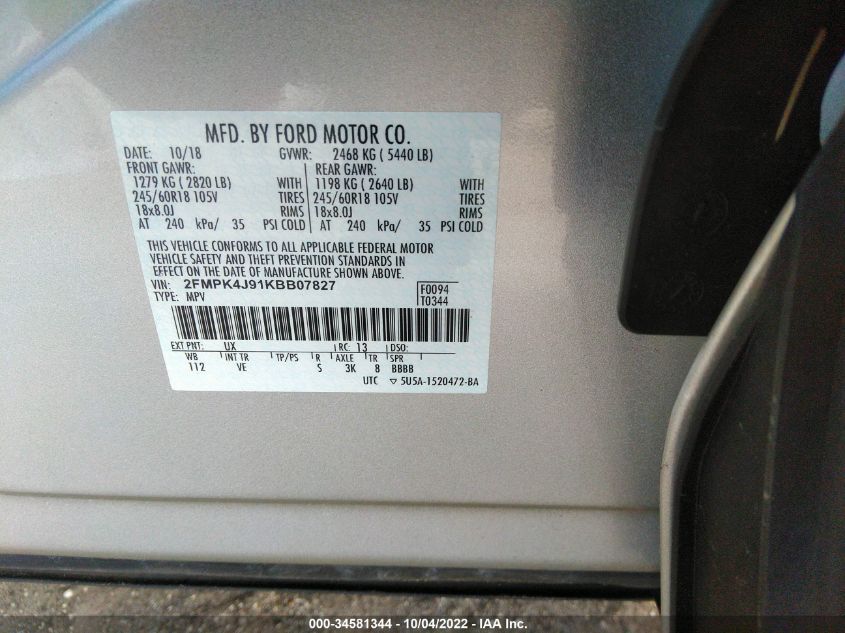 MFD. BY FORD MOTOR CO.
DATE: 10/18 GVWR: 2468 KG ( 5440 LB)
FRONT GAWR: REAR GAWR:
1279 KG ( 2820 LB) WITH 1198 KG ( 2640 LB) WITH
245/60R18 105V TIRES 245/60R18 105V TIRES
18x8.0J RIMS 18x8.0J RIMS
AT 240 kPa/ 35 PSI COLD AT 240 kPa/ 35 PSI COLD
THIS VEHICLE CONFORMS TO ALL APPLICABLE FEDERAL MOTOR
VEHICLE SAFETY AND THEFT PREVENTION STANDARDS IN
EFFECT ON THE DATE OF MANUFACTURE SHOWN ABOVE.
VIN: 2FMPK4J91KBB07827 F0094
TYPE: MPV T0344
EXT PNT: UX RC: 13 DSO:
WB INT TR TP/PS R AXLE TR SPR
112 VE S 3K 8 BBBB
UTC ▽ 5U5A-1520472-BA
000-34581344 - 10/04/2022 - IAA Inc.